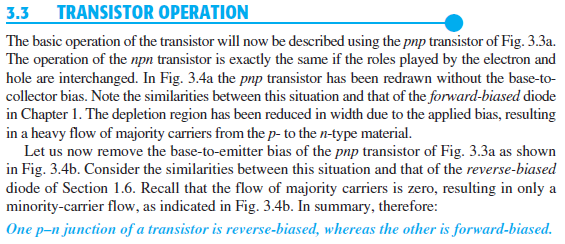 3.3 TRANSISTOR OPERATION
The basic operation of the transistor will now be described using the pnp transistor of Fig. 3.3a.
The operation of the npn transistor is exactly the same if the roles played by the electron and
hole are interchanged. In Fig. 3.4a the pnp transistor has been redrawn without the base-to-
collector bias. Note the similarities between this situation and that of the forward-biased diode
in Chapter 1. The depletion region has been reduced in width due to the applied bias, resulting
in a heavy flow of majority carriers from the p- to the n-type material.
Let us now remove the base-to-emitter bias of the pnp transistor of Fig. 3.3a as shown
in Fig. 3.4b. Consider the similarities between this situation and that of the reverse-biased
diode of Section 1.6. Recall that the flow of majority carriers is zero, resulting in only a
minority-carrier flow, as indicated in Fig. 3.4b. In summary, therefore:
One p–n junction of a transistor is reverse-biased, whereas the other is forward-biased.